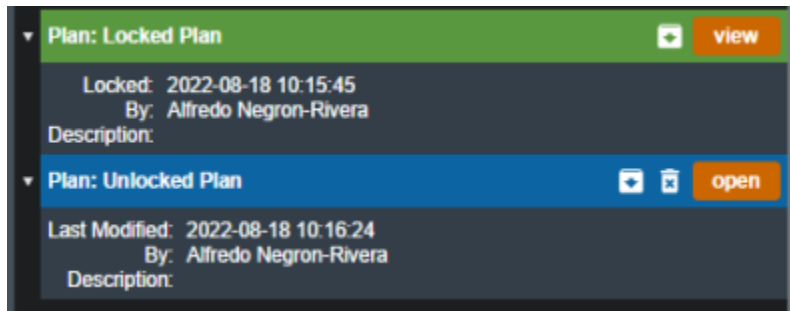 Plan: Locked Plan view
Locked: 2022-08-18 10:15:45
By: Alfredo Negron-Rivera
Description:
Plan: Unlocked Plan open
Last Modified: 2022-08-18 10:16:24
By: Alfredo Negron-Rivera
Description: